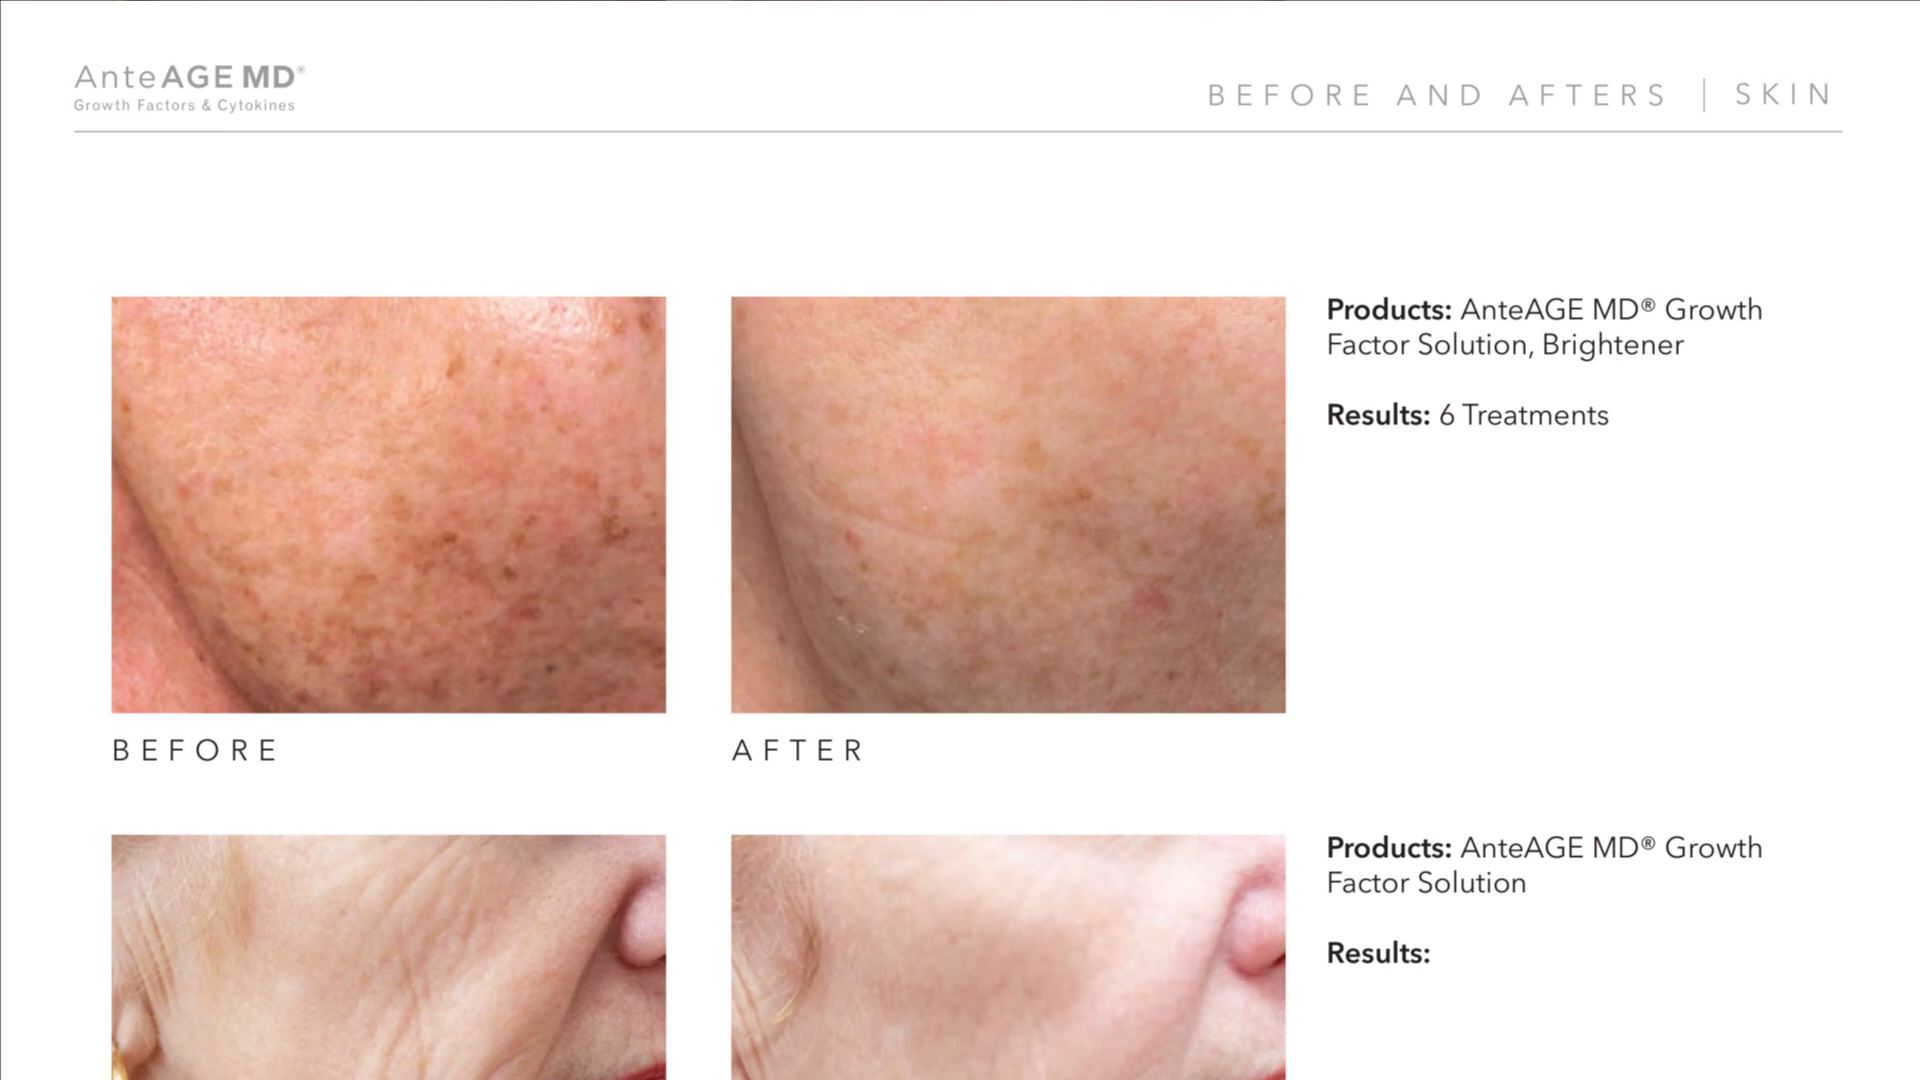 AnteAGE MD®
Growth Factors & Cytokines
BEFORE AND AFTERS | SKIN
Products: AnteAGE MD® Growth
Factor Solution, Brightener
Results: 6 Treatments
BEFORE
AFTER
Products: AnteAGE MD® Growth
Factor Solution
Results: